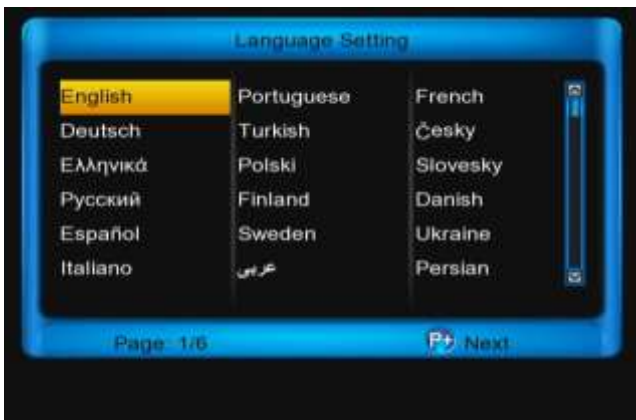 Language Setting
English Portuguese French
Deutsch Turkish Česky
Ελληνικά Polski Slovesky
Русский Finland Danish
Español Sweden Ukraine
Italiano عربى Persian
Page: 1/6 P+ Next